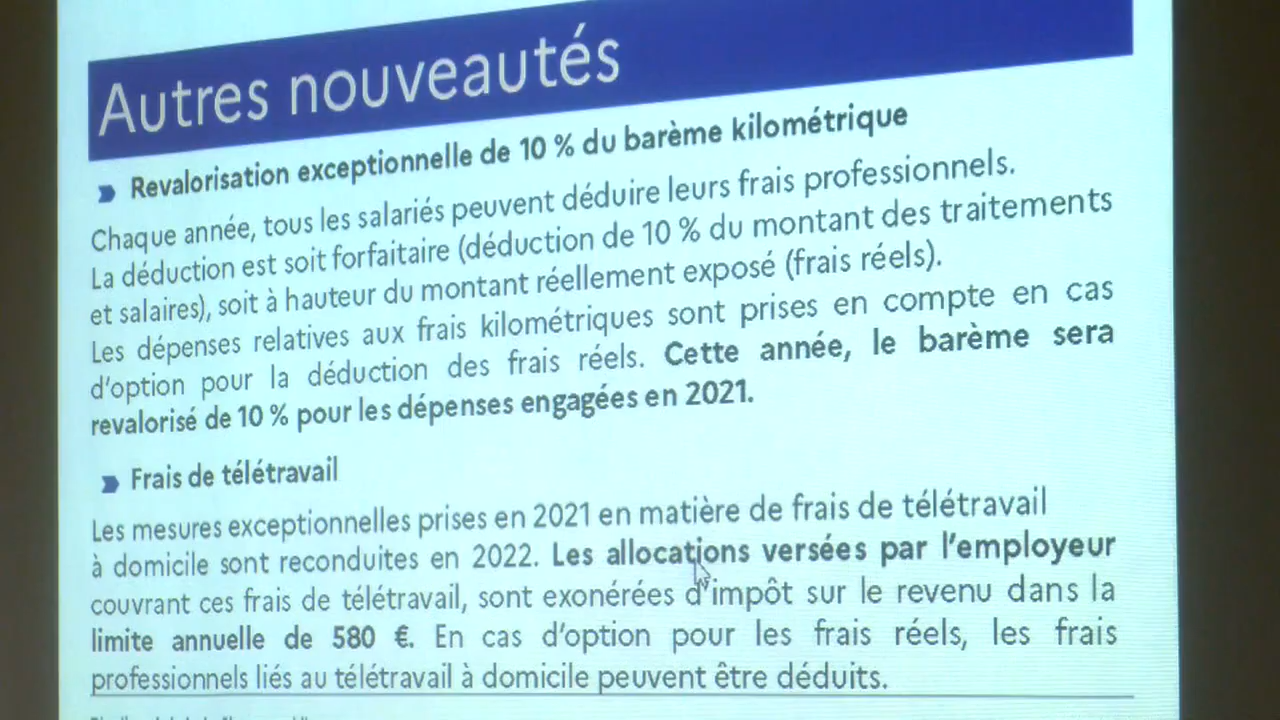 Autres nouveautés
Revalorisation exceptionnelle de 10 % du barème kilométrique
Chaque année, tous les salariés peuvent déduire leurs frais professionnels.
La déduction est soit forfaitaire (déduction de 10 % du montant des traitements
et salaires), soit à hauteur du montant réellement exposé (frais réels).
Les dépenses relatives aux frais kilométriques sont prises en compte en cas
d'option pour la déduction des frais réels. Cette année, le barème sera
revalorisé de 10 % pour les dépenses engagées en 2021.
Frais de télétravail
Les mesures exceptionnelles prises en 2021 en matière de frais de télétravail
à domicile sont reconduites en 2022. Les allocations versées par l'employeur
couvrant ces frais de télétravail, sont exonérées d'impôt sur le revenu dans la
limite annuelle de 580 €. En cas d'option pour les frais réels, les frais
professionnels liés au télétravail à domicile peuvent être déduits.